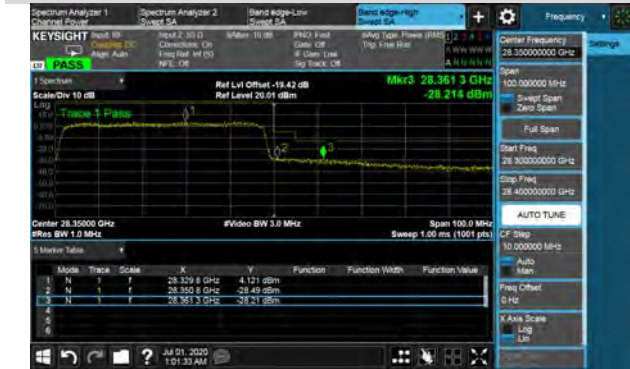 Spectrum Analyzer 1
Channel Power
Spectrum Analyzer 2
Swept SA
Band edge-Low
Swept SA
Band edge-High
Swept SA
Frequency
KEYSIGHT
Input: RF
Coupling: DC
Align: Auto
Input Z: 50 Ω
Corrections: On
Freq Ref: Int (S)
NFE: Off
#Atten: 10 dB
PNO: Fast
Gate: Off
IF Gain: Low
Sig Track: Off
Trig: Free Run
PASS
1 Spectrum
Scale/Div 10 dB
Log
Ref Lvl Offset -19.42 dB
Ref Level 20.01 dBm
Mkr3 28.361 3 GHz
-28.214 dBm
Trace 1 Pass
Center 28.35000 GHz
#Res BW 1.0 MHz
#Video BW 3.0 MHz
Span 100.0 MHz
Sweep 1.00 ms (1001 pts)
5 Marker Table
Mode Trace Scale X Y Function Function Width Function Value
1 N 1 f 28.329 8 GHz 4.121 dBm
2 N 1 f 28.350 8 GHz -28.49 dBm
3 N 1 f 28.361 3 GHz -28.21 dBm
4
5
6
Jul 01, 2020
1:01:33 AM
Center Frequency
28.350000000 GHz
Span
100.000000 MHz
Swept Span
Zero Span
Full Span
Start Freq
28.300000000 GHz
Stop Freq
28.400000000 GHz
AUTO TUNE
CF Step
10.000000 MHz
Auto
Man
Freq Offset
0 Hz
X Axis Scale
Log
Lin
Settings